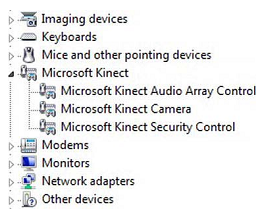 Imaging devices
Keyboards
Mice and other pointing devices
Microsoft Kinect
Microsoft Kinect Audio Array Control
Microsoft Kinect Camera
Microsoft Kinect Security Control
Modems
Monitors
Network adapters
Other devices